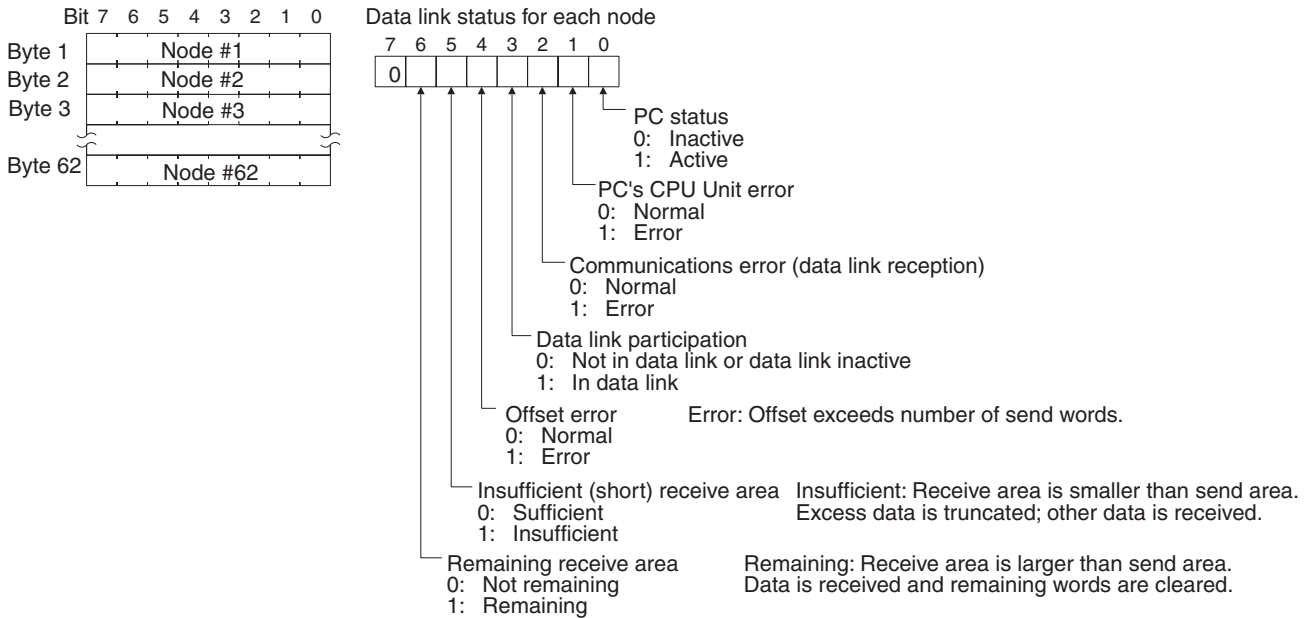 Bit 7 6 5 4 3 2 1 0
Byte 1 Node #1
Byte 2 Node #2
Byte 3 Node #3
Byte 62 Node #62
Data link status for each node
7 6 5 4 3 2 1 0
0
PC status
0: Inactive
1: Active
PC's CPU Unit error
0: Normal
1: Error
Communications error (data link reception)
0: Normal
1: Error
Data link participation
0: Not in data link or data link inactive
1: In data link
Offset error Error: Offset exceeds number of send words.
0: Normal
1: Error
Insufficient (short) receive area Insufficient: Receive area is smaller than send area.
0: Sufficient Excess data is truncated; other data is received.
1: Insufficient
Remaining receive area Remaining: Receive area is larger than send area.
0: Not remaining Data is received and remaining words are cleared.
1: Remaining